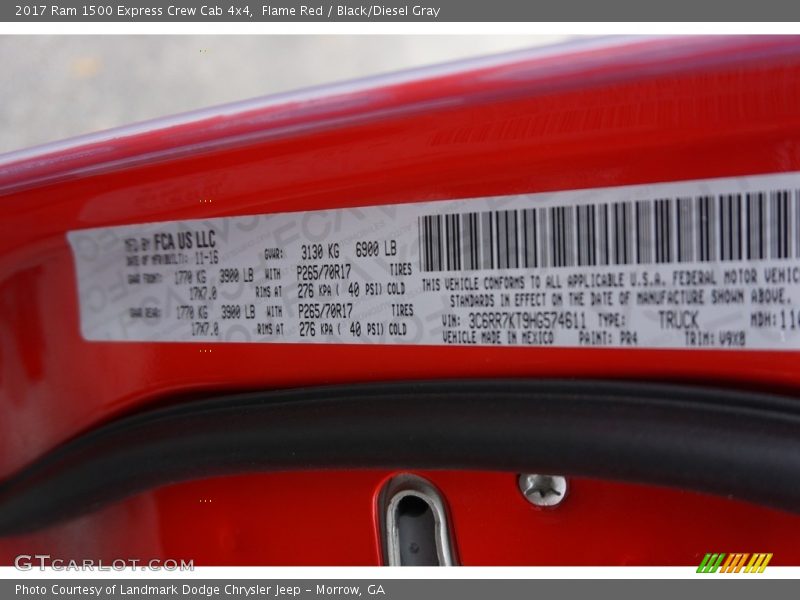 2017 Ram 1500 Express Crew Cab 4x4,  Flame Red / Black/Diesel Gray
MFD BY FCA US LLC
DATE OF MFR/BUILT: 11-16 GVWR: 3130 KG 6900 LB
GAWR FRONT: 1770 KG 3900 LB WITH P265/70R17 TIRES
17X7.0 RIMS AT 276 KPA ( 40 PSI) COLD
GAWR REAR: 1770 KG 3900 LB WITH P265/70R17 TIRES
17X7.0 RIMS AT 276 KPA ( 40 PSI) COLD
THIS VEHICLE CONFORMS TO ALL APPLICABLE U.S.A. FEDERAL MOTOR VEHIC
STANDARDS IN EFFECT ON THE DATE OF MANUFACTURE SHOWN ABOVE.
VIN: 3C6RR7KT9HG574611 TYPE: TRUCK MDH: 110
VEHICLE MADE IN MEXICO PAINT: PR4 TRIM: V9X8
GTCARLOT.COM
Photo Courtesy of Landmark Dodge Chrysler Jeep – Morrow, GA